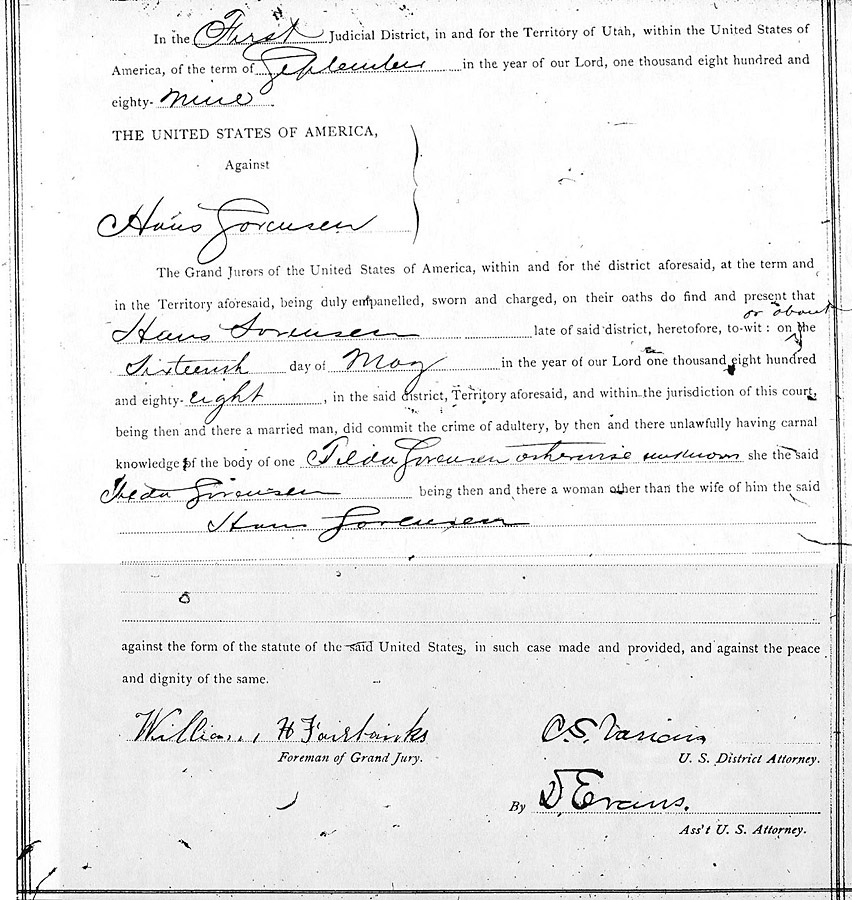 In the First Judicial District, in and for the Territory of Utah, within the United States of
America, of the term of September in the year of our Lord, one thousand eight hundred and
eighty-nine.
THE UNITED STATES OF AMERICA,
Against
Hans Sorensen
The Grand Jurors of the United States of America, within and for the district aforesaid, at the term and
in the Territory aforesaid, being duly empanelled, sworn and charged, on their oaths do find and present that
or about
Hans Sorensen late of said district, heretofore, to-wit: on the
Sixteenth day of May in the year of our Lord one thousand eight hundred
and eighty-eight, in the said district, Territory aforesaid, and within the jurisdiction of this court,
being then and there a married man, did commit the crime of adultery, by then and there unlawfully having carnal
knowledge of the body of one Tilda Sorensen otherwise unknown she the said
Tilda Sorensen being then and there a woman other than the wife of him the said
Hans Sorensen
against the form of the statute of the said United States, in such case made and provided, and against the peace
and dignity of the same.
William H Fairbanks C. S. Varian
Foreman of Grand Jury. U. S. District Attorney.
By D Evans.
Ass't U. S. Attorney.